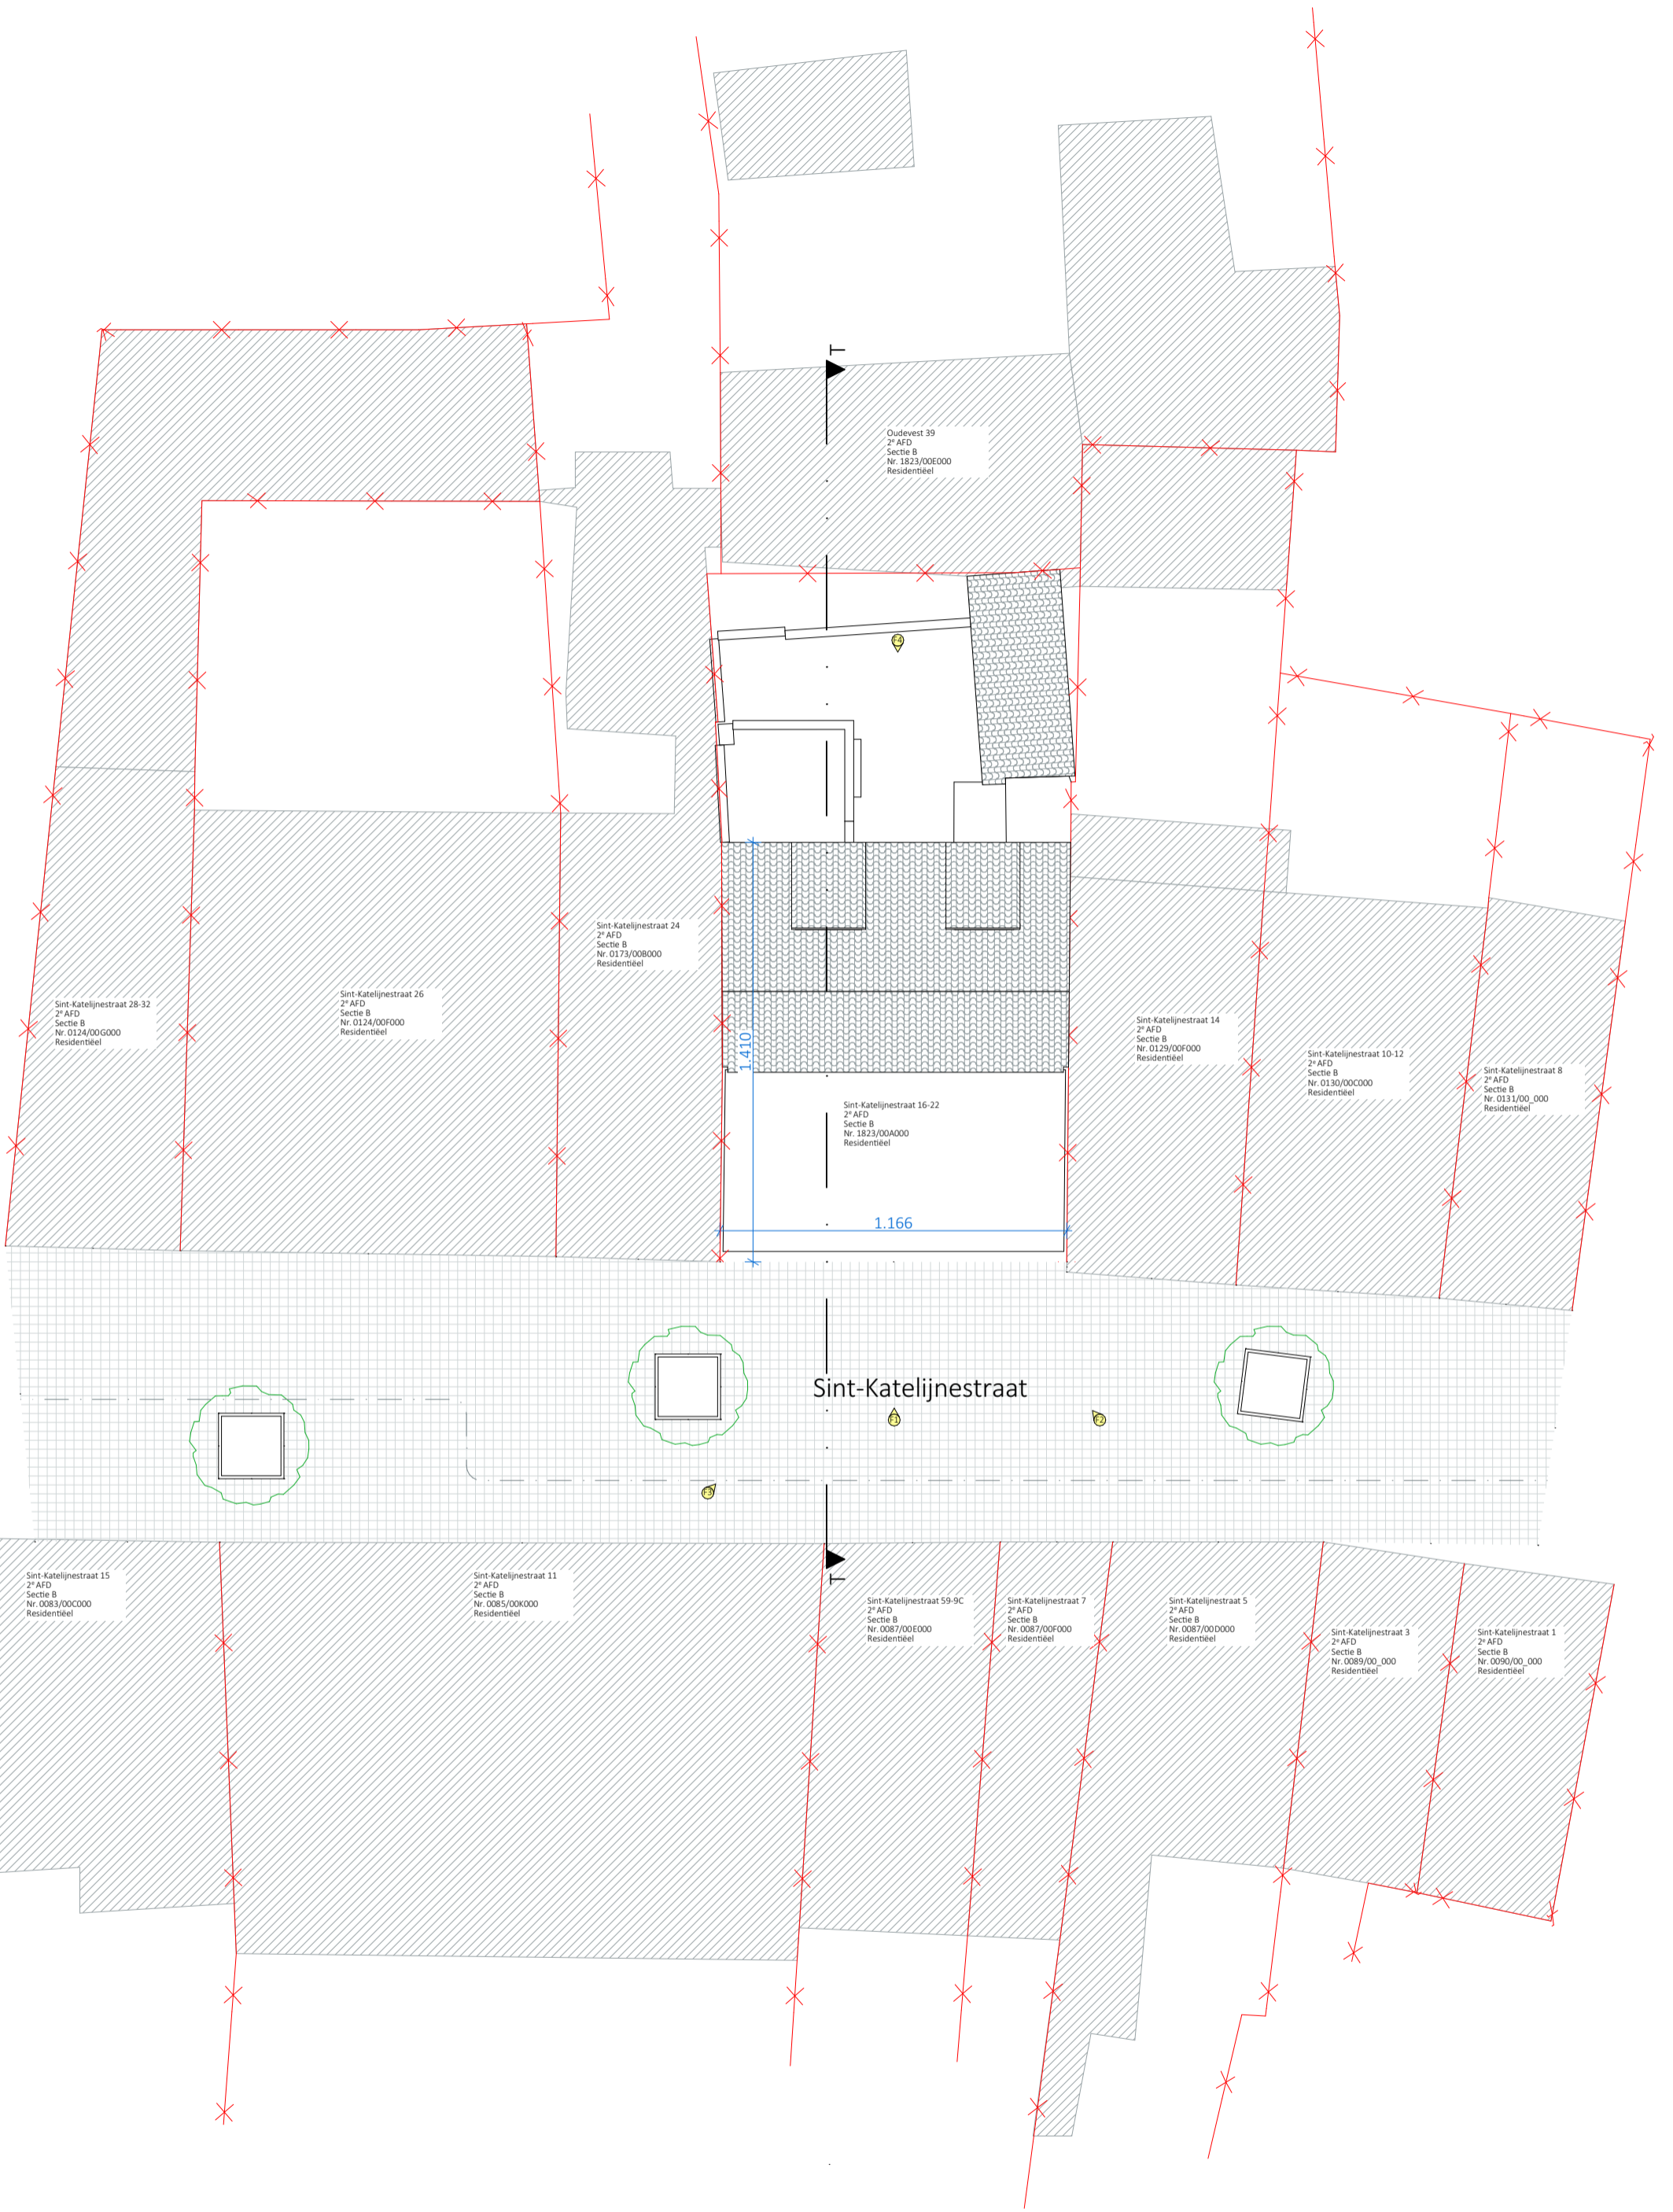 T
Oudevest 39
2ᵉ AFD
Sectie B
Nr. 1823/00E000
Residentiëel
F4
Sint-Katelijnestraat 24
2ᵉ AFD
Sectie B
Nr. 0173/00B000
Residentiëel
Sint-Katelijnestraat 28-32
2ᵉ AFD
Sectie B
Nr. 0124/00G000
Residentiëel
Sint-Katelijnestraat 26
2ᵉ AFD
Sectie B
Nr. 0124/00F000
Residentiëel
1.410
Sint-Katelijnestraat 14
2ᵉ AFD
Sectie B
Nr. 0129/00F000
Residentiëel
Sint-Katelijnestraat 10-12
2ᵉ AFD
Sectie B
Nr. 0130/00C000
Residentiëel
Sint-Katelijnestraat 8
2ᵉ AFD
Sectie B
Nr. 0131/00_000
Residentiëel
Sint-Katelijnestraat 16-22
2ᵉ AFD
Sectie B
Nr. 1823/00A000
Residentiëel
1.166
Sint-Katelijnestraat
F1
F2
F3
T
Sint-Katelijnestraat 15
2ᵉ AFD
Sectie B
Nr. 0083/00C000
Residentiëel
Sint-Katelijnestraat 11
2ᵉ AFD
Sectie B
Nr. 0085/00K000
Residentiëel
Sint-Katelijnestraat 59-9C
2ᵉ AFD
Sectie B
Nr. 0087/00E000
Residentiëel
Sint-Katelijnestraat 7
2ᵉ AFD
Sectie B
Nr. 0087/00F000
Residentiëel
Sint-Katelijnestraat 5
2ᵉ AFD
Sectie B
Nr. 0087/00D000
Residentiëel
Sint-Katelijnestraat 3
2ᵉ AFD
Sectie B
Nr. 0089/00_000
Residentiëel
Sint-Katelijnestraat 1
2ᵉ AFD
Sectie B
Nr. 0090/00_000
Residentiëel